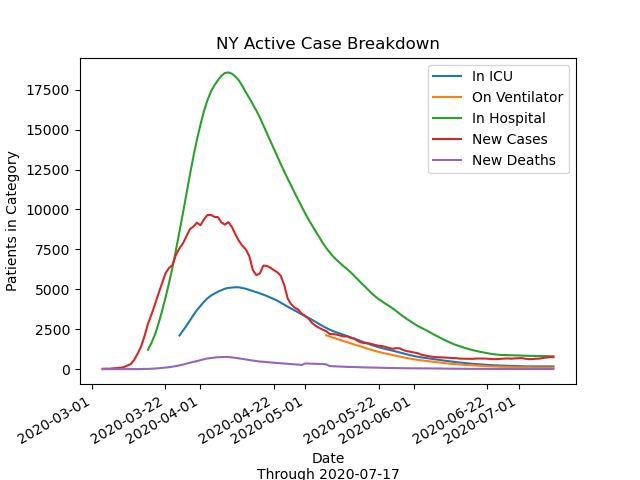 NY Active Case Breakdown
In ICU
On Ventilator
In Hospital
New Cases
New Deaths
17500
15000
12500
10000
7500
5000
2500
0
Patients in Category
2020-03-01
2020-03-22
2020-04-01
2020-04-22
2020-05-01
2020-05-22
2020-06-01
2020-06-22
2020-07-01
Date
Through 2020-07-17